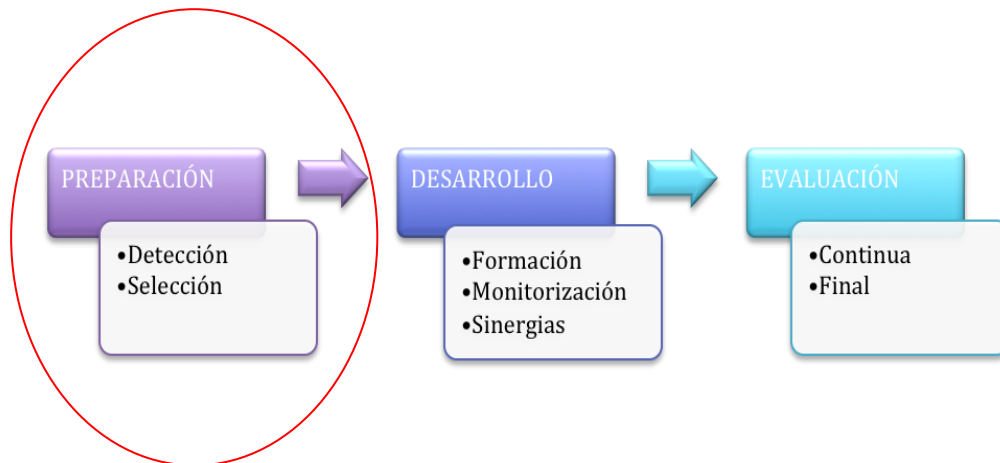 PREPARACIÓN
•Detección
•Selección
DESARROLLO
•Formación
•Monitorización
•Sinergias
EVALUACIÓN
•Continua
•Final